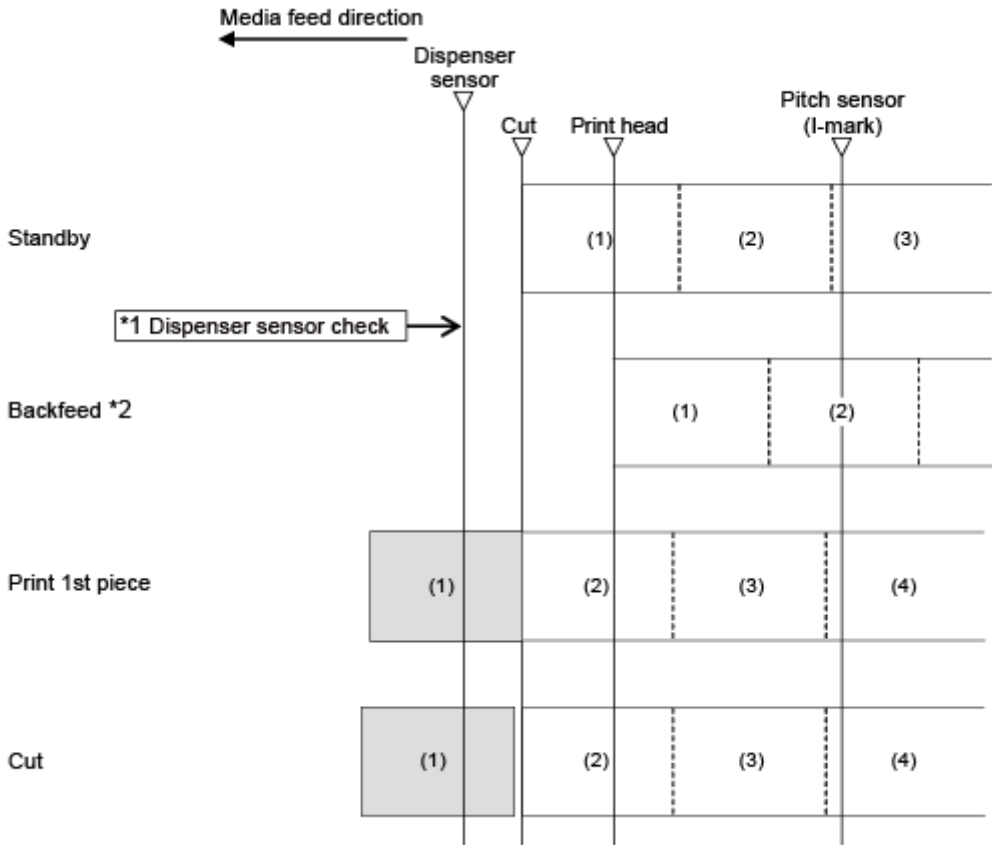 Media feed direction
Dispenser
sensor
Pitch sensor
(I-mark)
Cut
Print head
Standby
(1)
(2)
(3)
*1 Dispenser sensor check
Backfeed *2
(1)
(2)
Print 1st piece
(1)
(2)
(3)
(4)
Cut
(1)
(2)
(3)
(4)